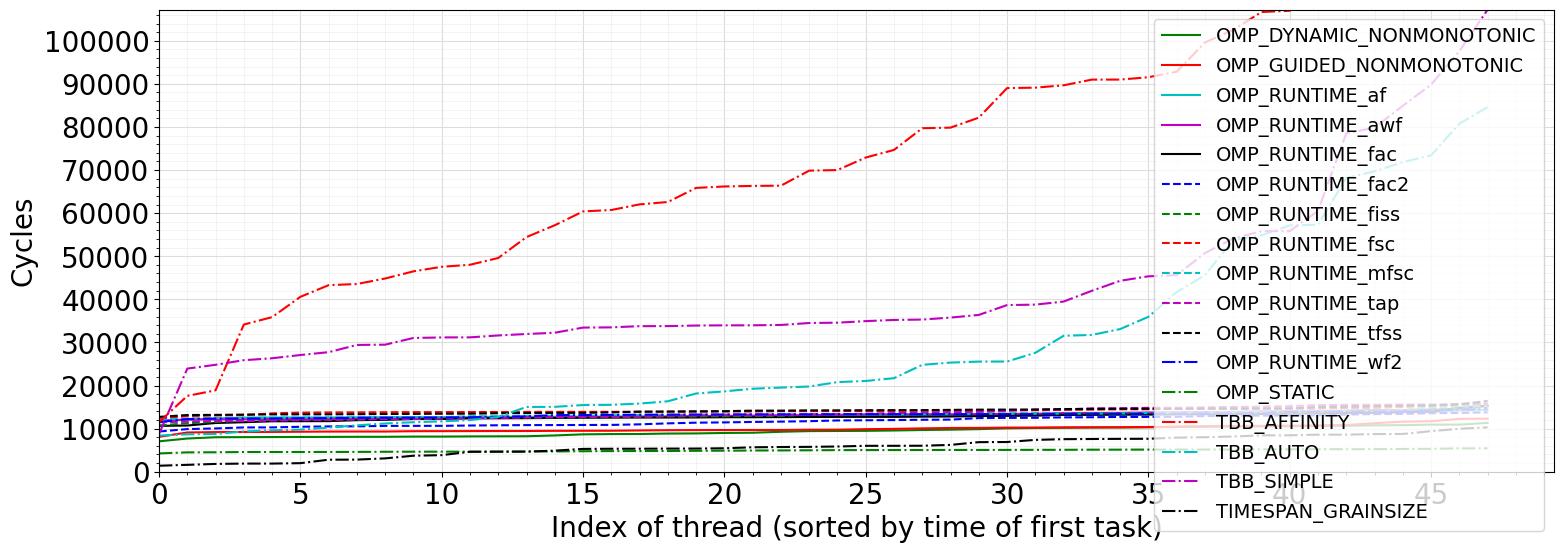 100000
90000
80000
70000
60000
50000
40000
30000
20000
10000
0
Cycles
0 5 10 15 20 25 30 35 40 45
Index of thread (sorted by time of first task)
OMP_DYNAMIC_NONMONOTONIC
OMP_GUIDED_NONMONOTONIC
OMP_RUNTIME_af
OMP_RUNTIME_awf
OMP_RUNTIME_fac
OMP_RUNTIME_fac2
OMP_RUNTIME_fiss
OMP_RUNTIME_fsc
OMP_RUNTIME_mfsc
OMP_RUNTIME_tap
OMP_RUNTIME_tfss
OMP_RUNTIME_wf2
OMP_STATIC
TBB_AFFINITY
TBB_AUTO
TBB_SIMPLE
TIMESPAN_GRAINSIZE